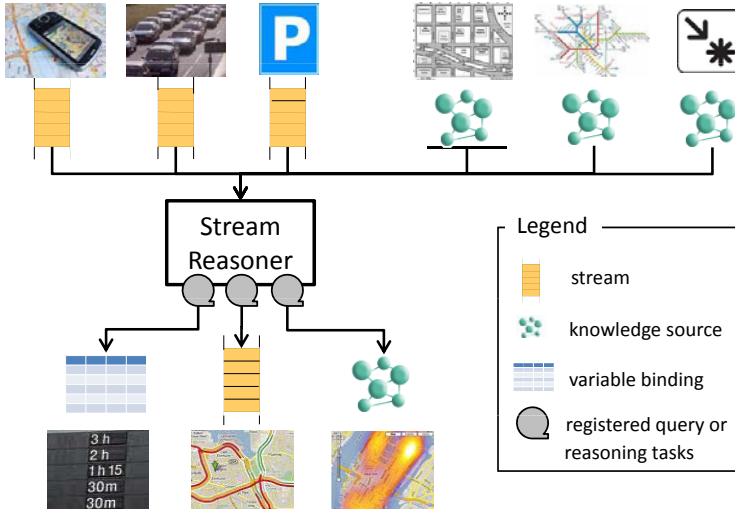 P
Stream
Reasoner
Legend
stream
knowledge source
variable binding
registered query or
reasoning tasks
3 h
2 h
1 h 15
30m
30m